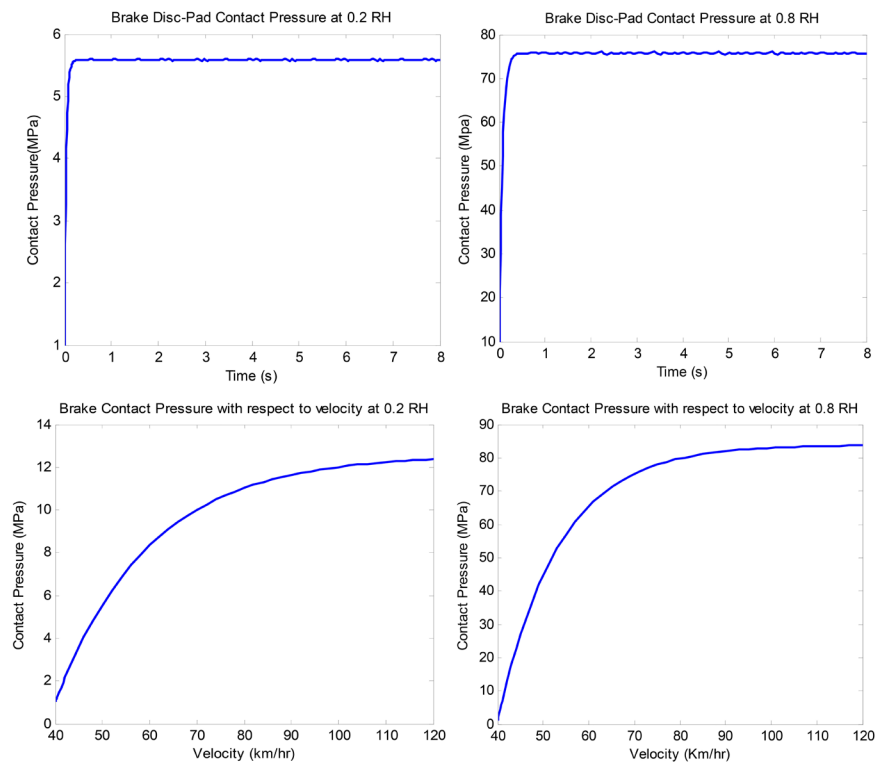 Brake Disc-Pad Contact Pressure at 0.2 RH
6
5
4
3
2
1
Contact Pressure(MPa)
0 1 2 3 4 5 6 7 8
Time (s)
Brake Disc-Pad Contact Pressure at 0.8 RH
80
70
60
50
40
30
20
10
Contact Pressure (Mpa)
0 1 2 3 4 5 6 7 8
Time (s)
Brake Contact Pressure with respect to velocity at 0.2 RH
14
12
10
8
6
4
2
0
Contact Pressure (MPa)
40 50 60 70 80 90 100 110 120
Velocity (km/hr)
Brake Contact Pressure with respect to velocity at 0.8 RH
90
80
70
60
50
40
30
20
10
0
Contact Pressure (MPa)
40 50 60 70 80 90 100 110 120
Velocity (Km/hr)